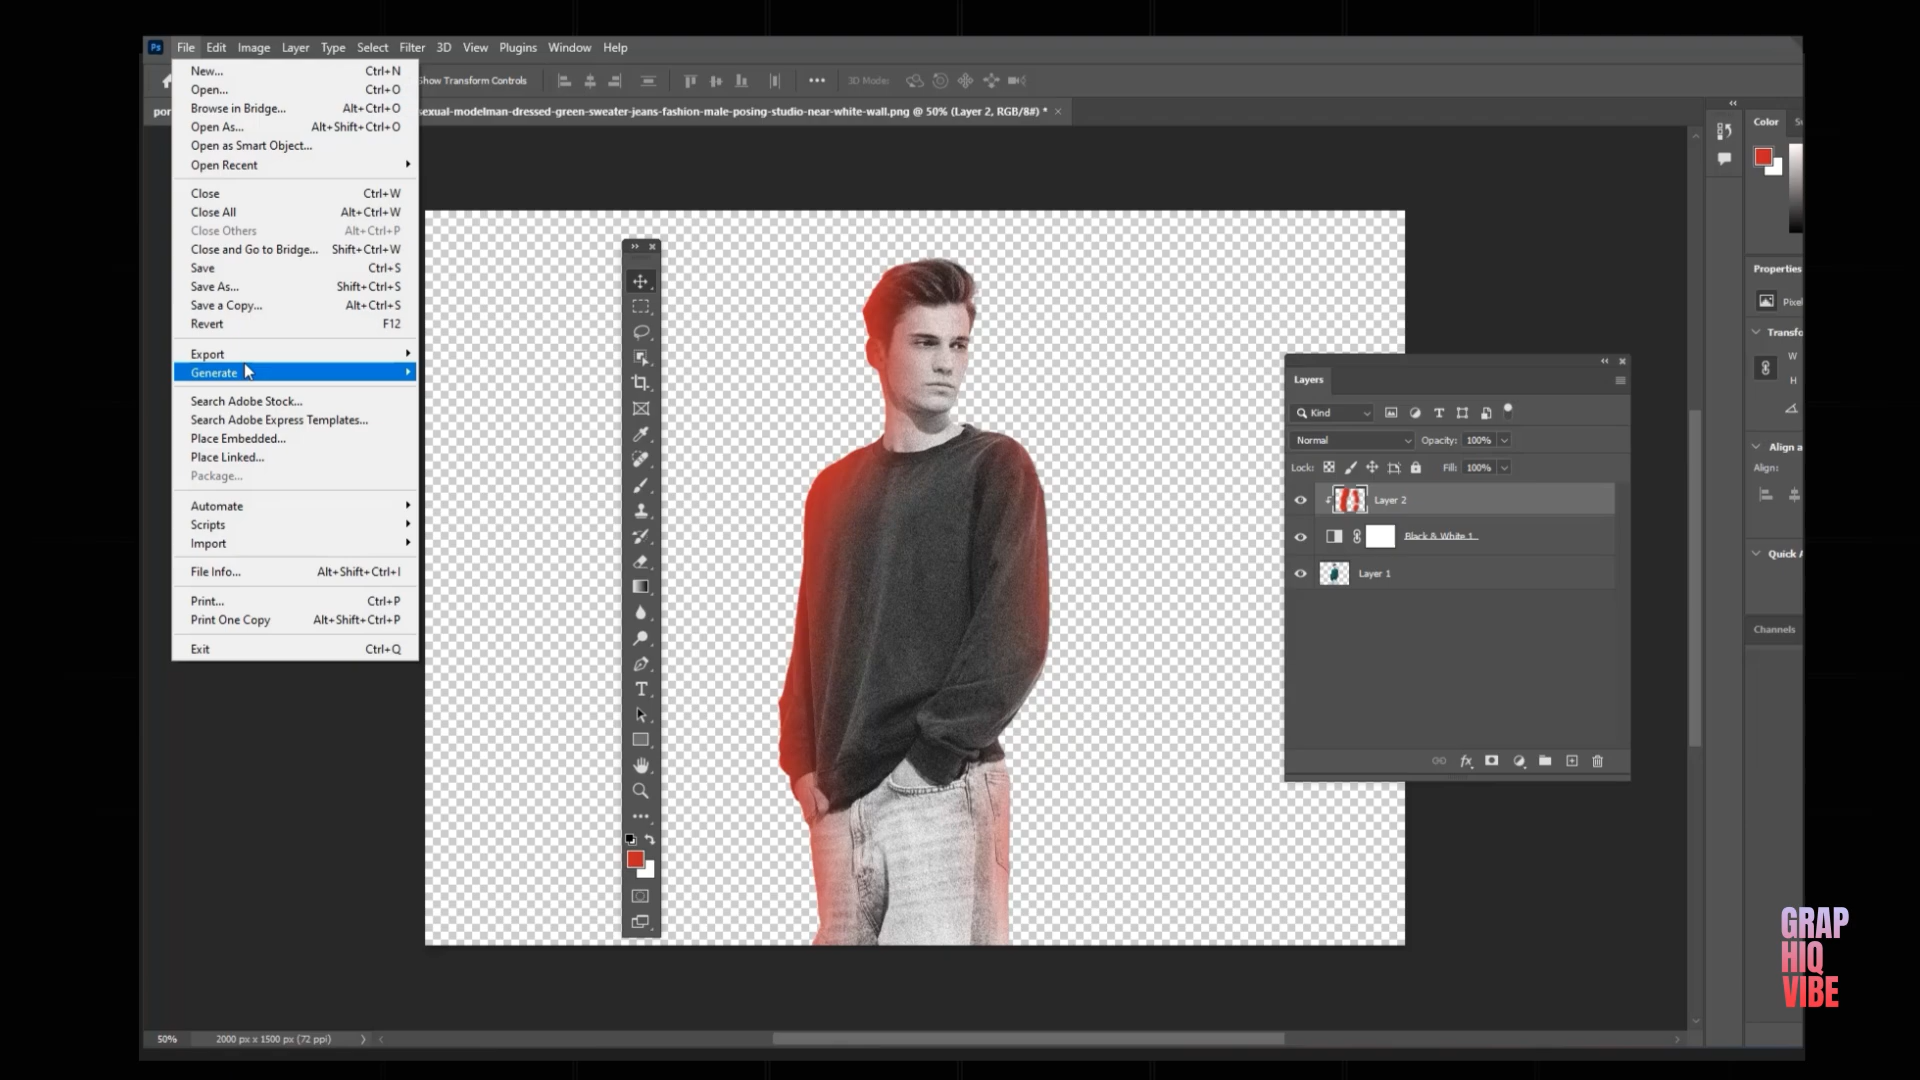 Ps File Edit Image Layer Type Select Filter 3D View Plugins Window Help
Show Transform Controls
3D Mode:
sexual-modelman-dressed-green-sweater-jeans-fashion-male-posing-studio-near-white-wall.png @ 50% (Layer 2, RGB/8#) *
New... Ctrl+N
Open... Ctrl+O
Browse in Bridge... Alt+Ctrl+O
Open As... Alt+Shift+Ctrl+O
Open as Smart Object...
Open Recent
Close Ctrl+W
Close All Alt+Ctrl+W
Close Others Alt+Ctrl+P
Close and Go to Bridge... Shift+Ctrl+W
Save Ctrl+S
Save As... Shift+Ctrl+S
Save a Copy... Alt+Ctrl+S
Revert F12
Export
Generate
Search Adobe Stock...
Search Adobe Express Templates...
Place Embedded...
Place Linked...
Package...
Automate
Scripts
Import
File Info... Alt+Shift+Ctrl+I
Print... Ctrl+P
Print One Copy Alt+Shift+Ctrl+P
Exit Ctrl+Q
Layers
Kind
Normal Opacity: 100%
Lock: Fill: 100%
Layer 2
Black & White 1
Layer 1
Color
Properties
Pixel
Transfo
W
H
Align a
Align:
Quick A
Channels
50% 2000 px x 1500 px (72 ppi)
GRAP
HIQ
VIBE